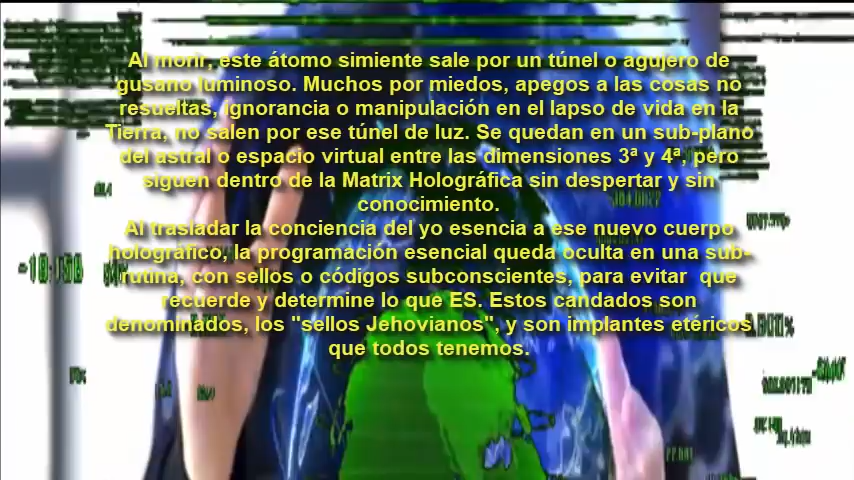 Al morir, este átomo simiente sale por un túnel o agujero de
gusano luminoso. Muchos por miedos, apegos a las cosas no
resueltas, ignorancia o manipulación en el lapso de vida en la
Tierra, no salen por ese túnel de luz. Se quedan en un sub-plano
del astral o espacio virtual entre las dimensiones 3ª y 4ª, pero
siguen dentro de la Matrix Holográfica sin despertar y sin
conocimiento.
Al trasladar la conciencia del yo esencia a ese nuevo cuerpo
holográfico, la programación esencial queda oculta en una sub-
rutina, con sellos o códigos subconscientes, para evitar que
recuerde y determine lo que ES. Estos candados son
denominados, los "sellos Jehovianos", y son implantes etéricos
que todos tenemos.